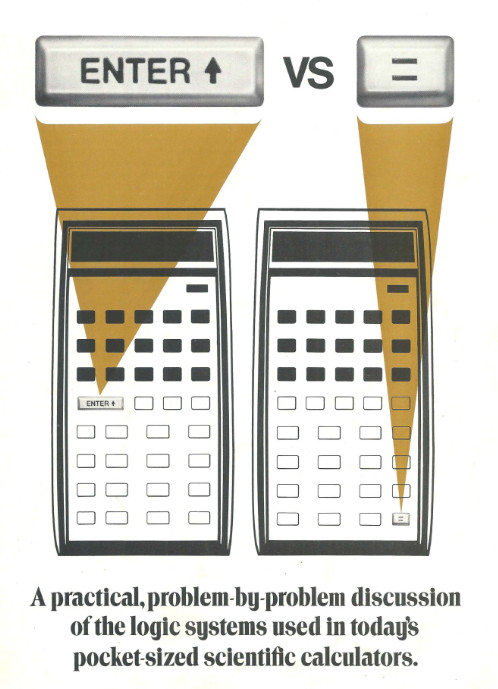 ENTER ↑ VS =
ENTER ↑
=
A practical, problem-by-problem discussion
of the logic systems used in today's
pocket-sized scientific calculators.